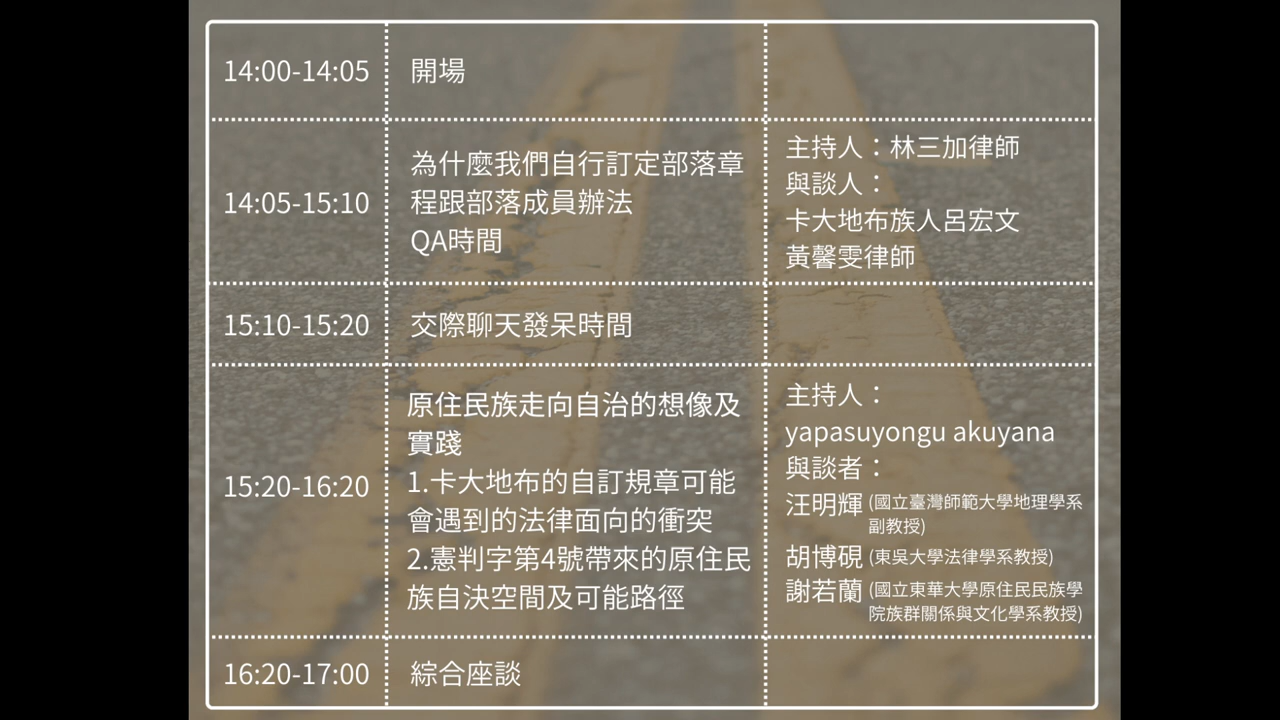 14:00-14:05
開場
14:05-15:10
為什麼我們自行訂定部落章
程跟部落成員辦法
QA時間
主持人：林三加律師
與談人：
卡大地布族人呂宏文
黃馨雯律師
15:10-15:20
交際聊天發呆時間
15:20-16:20
原住民族走向自治的想像及
實踐
1.卡大地布的自訂規章可能
會遇到的法律面向的衝突
2.憲判字第4號帶來的原住民
族自決空間及可能路徑
主持人：
yapasuyongu akuyana
與談者：
汪明輝 (國立臺灣師範大學地理學系
副教授)
胡博硯 (東吳大學法律學系教授)
謝若蘭 (國立東華大學原住民民族學
院族群關係與文化學系教授)
16:20-17:00
綜合座談